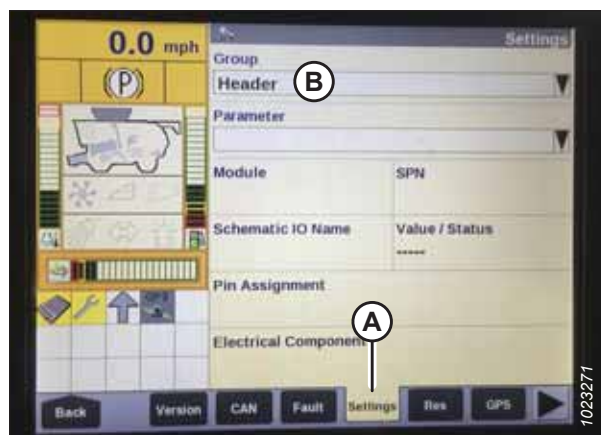 0.0 mph
Settings
Group
(P)
Header
B
Parameter
Module
SPN
Schematic IO Name
Value / Status
-----
Pin Assignment
A
Electrical Component
Back
Version
CAN
Fault
Settings
Res
GPS
1023271